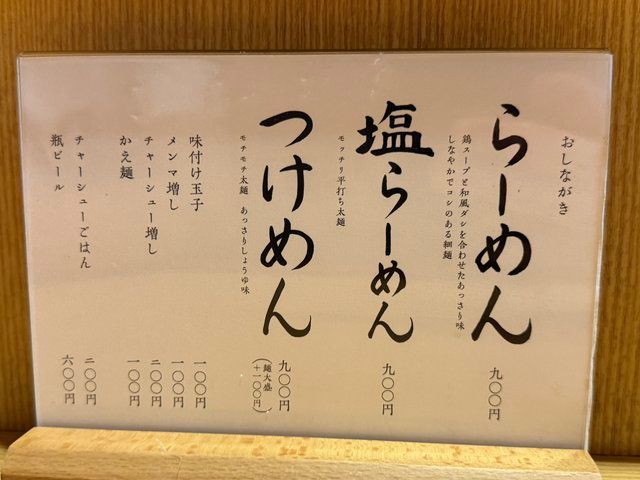 おしながき
らーめん
鶏スープと和風ダシを合わせたあっさり味
しなやかでコシのある細麺
九〇〇円
塩らーめん
モッチリ平打ち太麺
九〇〇円
つけめん
モチモチ太麺 あっさりしょうゆ味
九〇〇円
(麺大盛
+一〇〇円)
味付け玉子 一〇〇円
メンマ増し 一〇〇円
チャーシュー増し 三〇〇円
かえ麺 一〇〇円
チャーシューごはん 二〇〇円
瓶ビール 六〇〇円